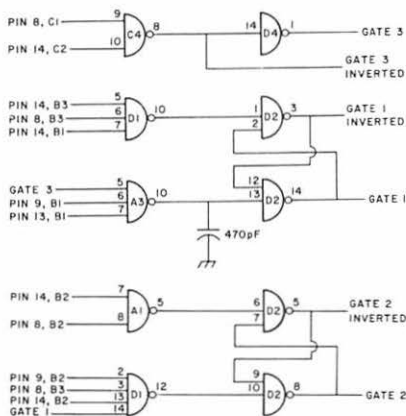 PIN 8, C1 9
C4 8 14 D4 1 GATE 3
PIN 14, C2 10
GATE 3
INVERTED
PIN 14, B3 5
PIN 8, B3 6 D1 10 1 D2 3 GATE 1
INVERTED
PIN 14, B1 7 2
GATE 3 5 12
PIN 9, B1 6 A3 10 13 D2 14 GATE 1
PIN 13, B1 7
470pF
PIN 14, B2 7
A1 5 6 D2 5 GATE 2
INVERTED
PIN 8, B2 8 7
PIN 9, B2 2 9
PIN 8, B3 3 D1 12 10 D2 8 GATE 2
PIN 14, B2 13
GATE 1 14